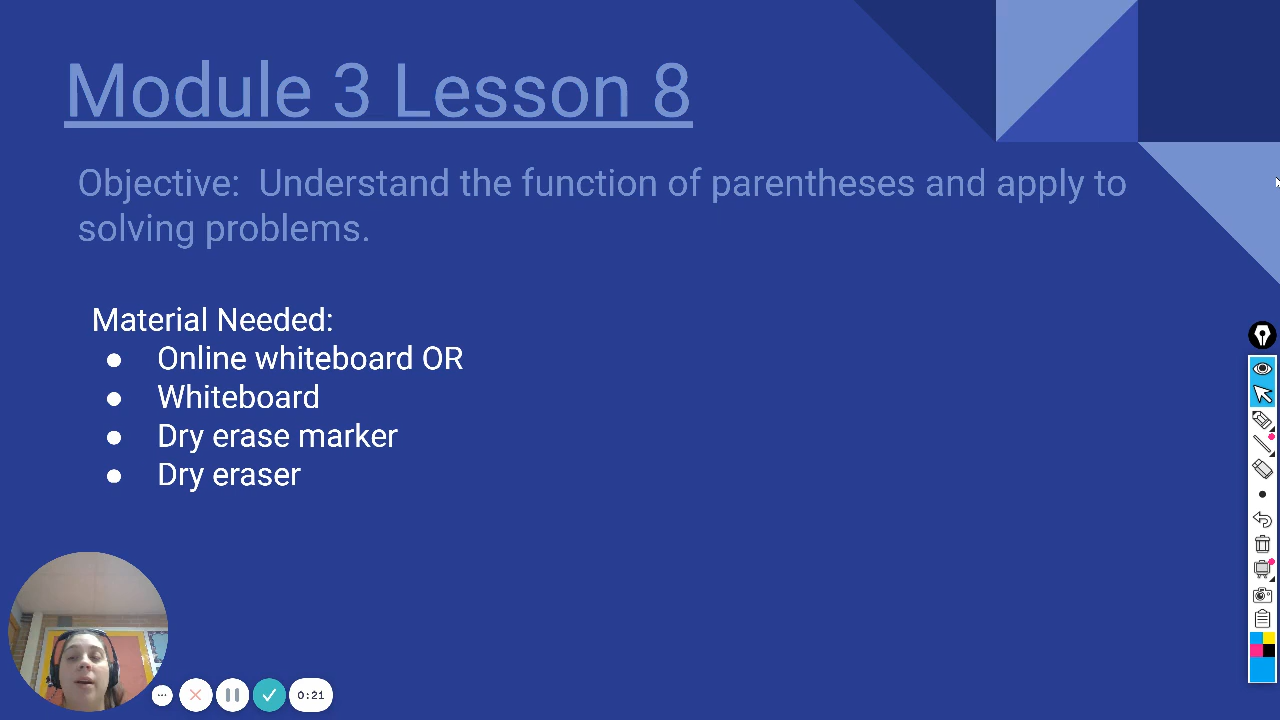 Module 3 Lesson 8
Objective:  Understand the function of parentheses and apply to
solving problems.
Material Needed:
● Online whiteboard OR
● Whiteboard
● Dry erase marker
● Dry eraser
0:21